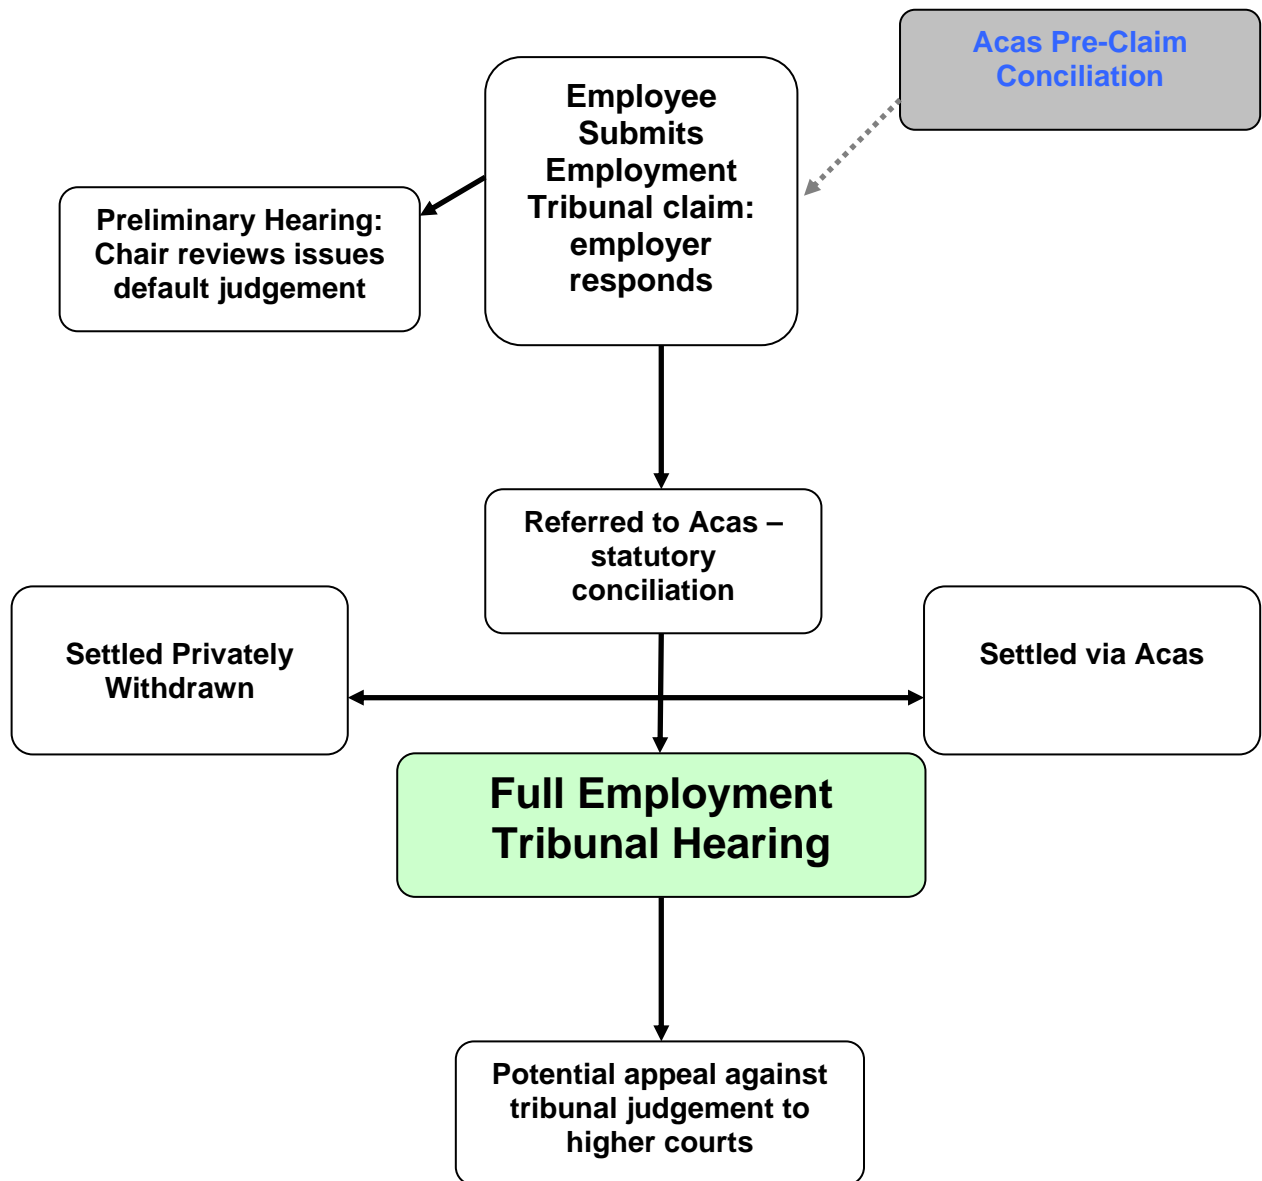 Acas Pre-Claim
Conciliation
Employee
Submits
Employment
Tribunal claim:
employer
responds
Preliminary Hearing:
Chair reviews issues
default judgement
Referred to Acas –
statutory
conciliation
Settled Privately
Withdrawn
Settled via Acas
Full Employment
Tribunal Hearing
Potential appeal against
tribunal judgement to
higher courts